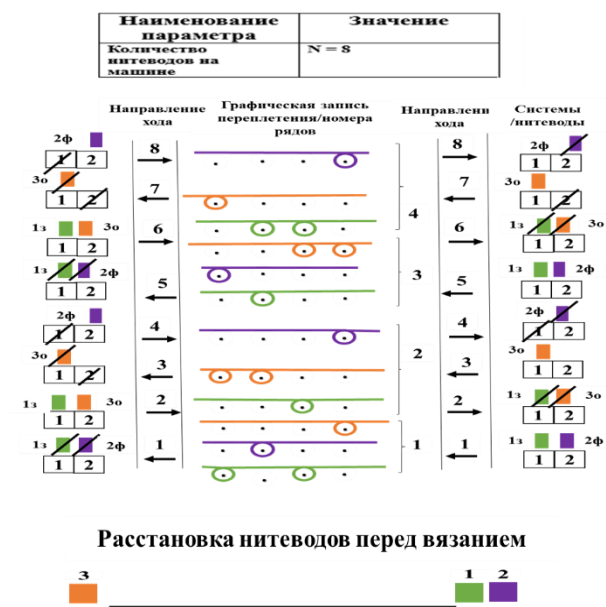 Наименование Значение
параметра
Количество N = 8
нитеводов на
машине
Направление Графическая запись Направлени Системы
хода переплетения/номера хода /нитеводы
рядов
2ф 8 8 2ф
1 2 1 2
3о 7 7 3о
1 2 4 1 2
1з 3о 6 6 1з 3о
1 2 1 2
1з 2ф 5 3 5 1з 2ф
1 2 1 2
2ф 4 4 2ф
1 2 1 2
3о 3 2 3 3о
1 2 1 2
1з 3о 2 2 1з 3о
1 2 1 2
1з 2ф 1 1 1 1з 2ф
1 2 1 2
Расстановка нитеводов перед вязанием
3 1 2